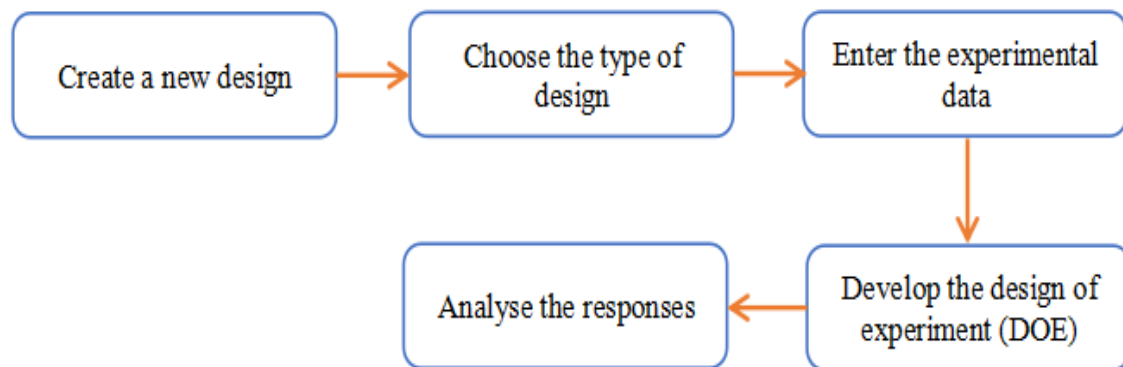 Create a new design
Choose the type of
design
Enter the experimental
data
Develop the design of
experiment (DOE)
Analyse the responses